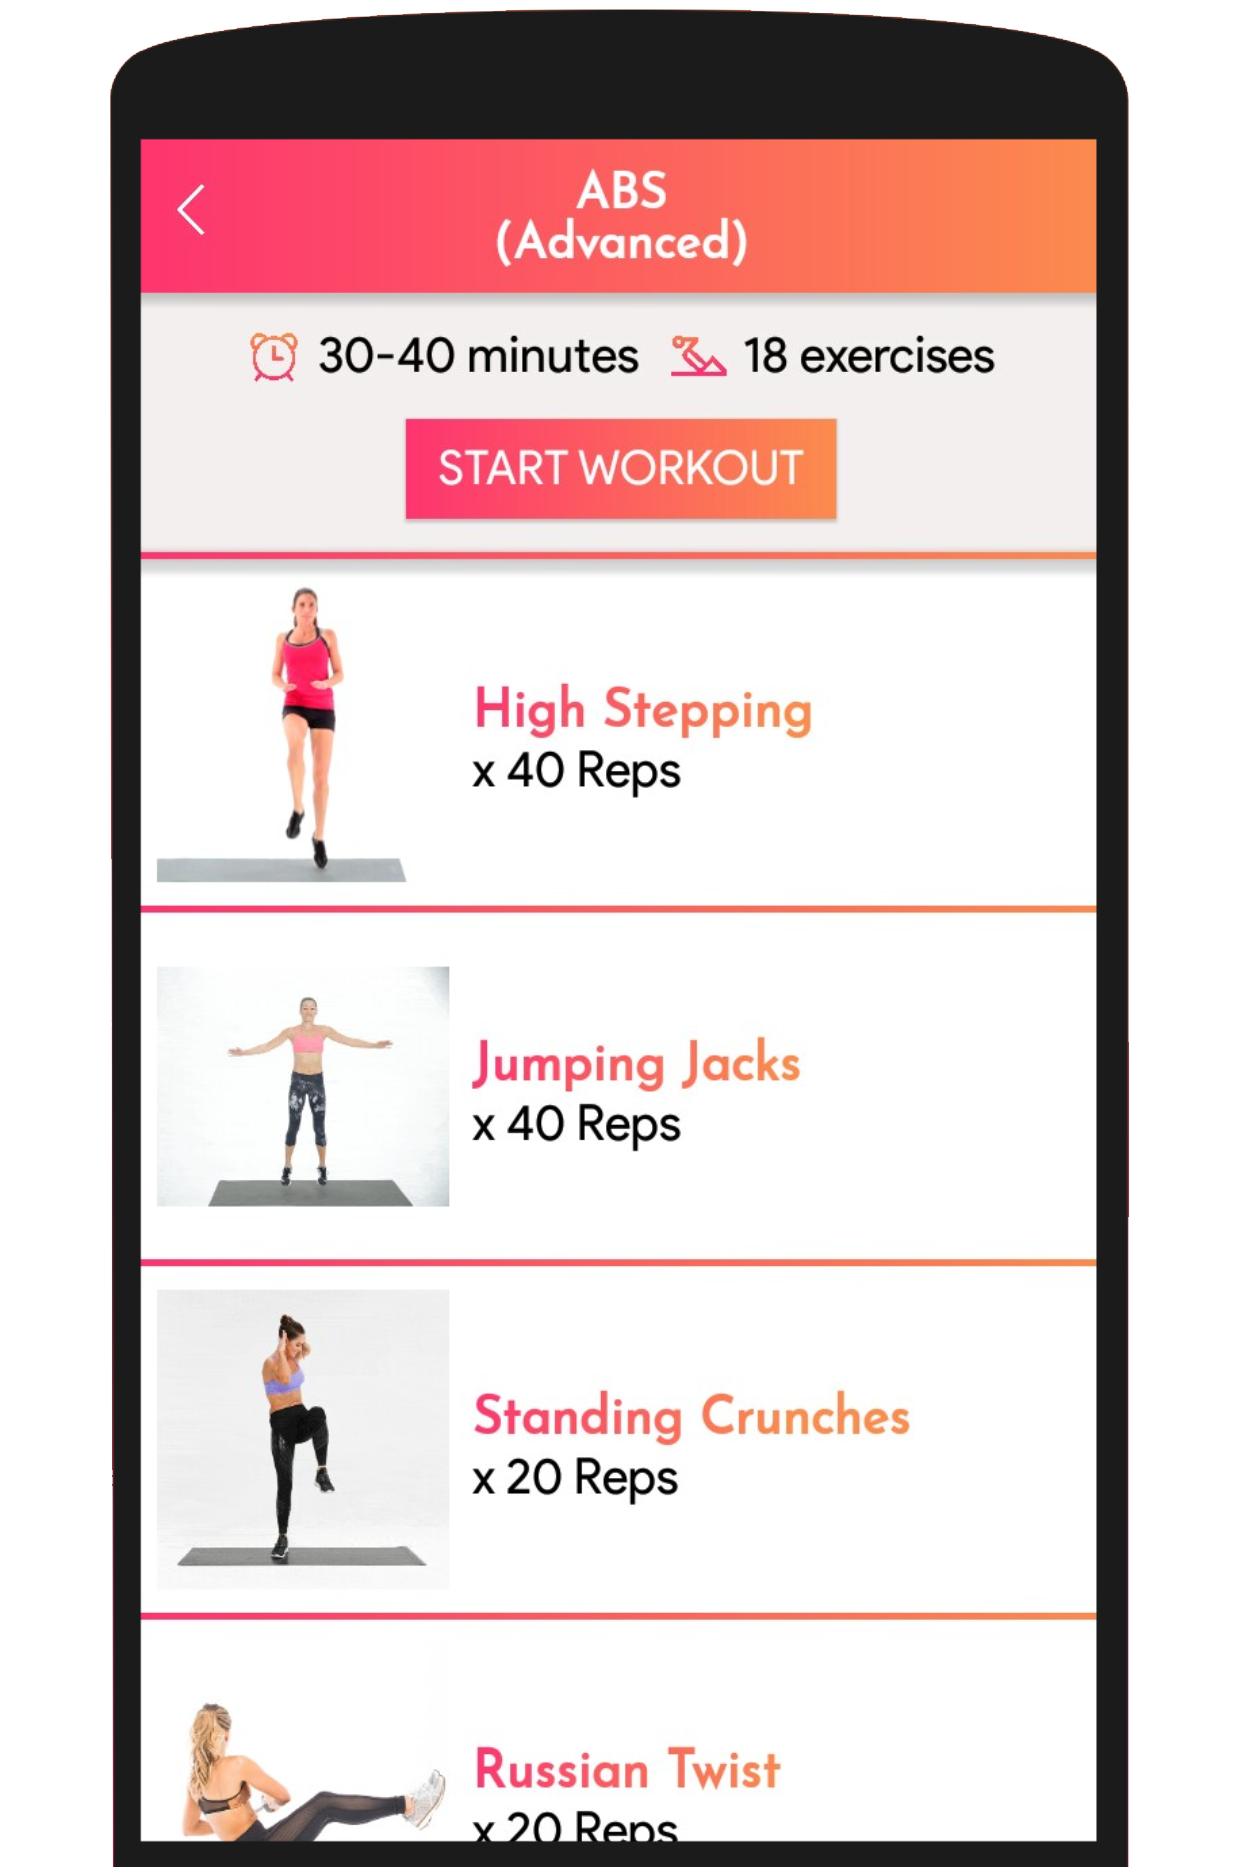 ABS
(Advanced)
30-40 minutes 18 exercises
START WORKOUT
High Stepping
x 40 Reps
Jumping Jacks
x 40 Reps
Standing Crunches
x 20 Reps
Russian Twist
x 20 Reps